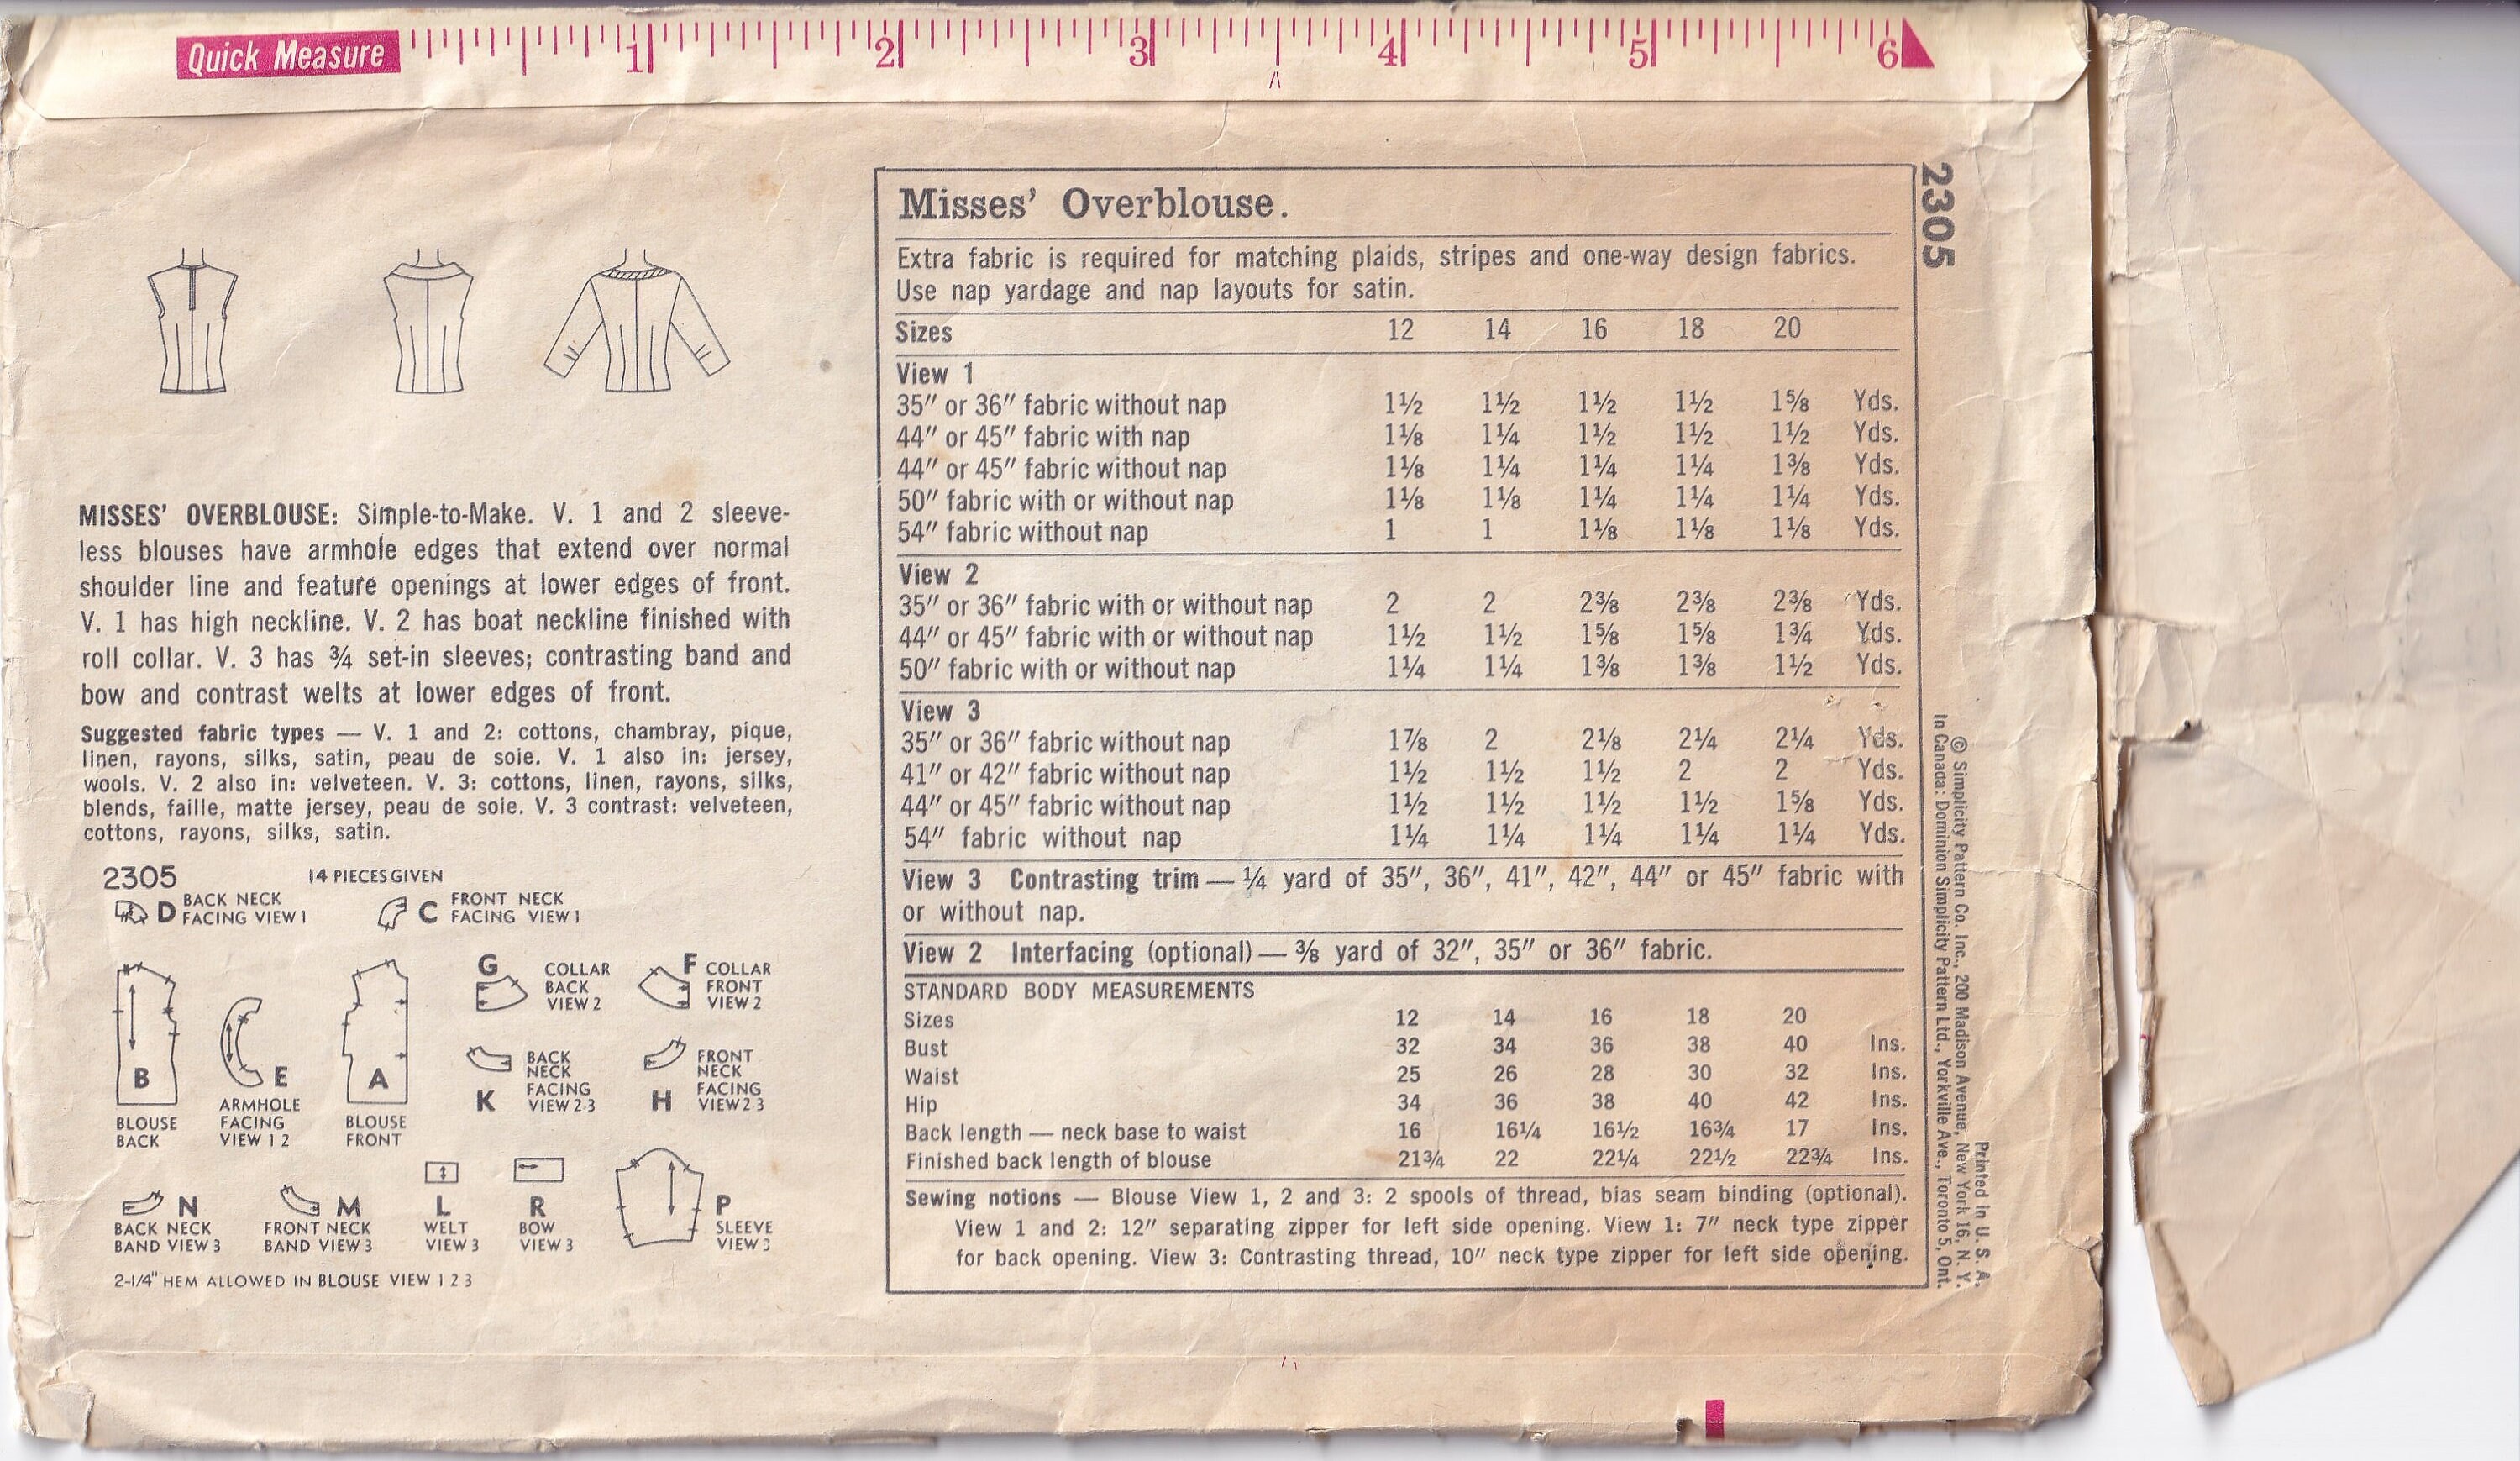 Quick Measure 1 2 3 4 5 6
MISSES' OVERBLOUSE: Simple-to-Make. V. 1 and 2 sleeve-
less blouses have armhole edges that extend over normal
shoulder line and feature openings at lower edges of front.
V. 1 has high neckline. V. 2 has boat neckline finished with
roll collar. V. 3 has ¾ set-in sleeves; contrasting band and
bow and contrast welts at lower edges of front.
Suggested fabric types — V. 1 and 2: cottons, chambray, pique,
linen, rayons, silks, satin, peau de soie. V. 1 also in: jersey,
wools. V. 2 also in: velveteen. V. 3: cottons, linen, rayons, silks,
blends, faille, matte jersey, peau de soie. V. 3 contrast: velveteen,
cottons, rayons, silks, satin.
2305 14 PIECES GIVEN
D BACK NECK
FACING VIEW 1
C FRONT NECK
FACING VIEW 1
B
BLOUSE
BACK
E
ARMHOLE
FACING
VIEW 1 2
A
BLOUSE
FRONT
G COLLAR
BACK
VIEW 2
F COLLAR
FRONT
VIEW 2
K BACK
NECK
FACING
VIEW 2-3
H FRONT
NECK
FACING
VIEW 2-3
N
BACK NECK
BAND VIEW 3
M
FRONT NECK
BAND VIEW 3
L
WELT
VIEW 3
R
BOW
VIEW 3
P
SLEEVE
VIEW 3
2-1/4" HEM ALLOWED IN BLOUSE VIEW 1 2 3
Misses' Overblouse.
Extra fabric is required for matching plaids, stripes and one-way design fabrics.
Use nap yardage and nap layouts for satin.
Sizes 12 14 16 18 20
View 1
35" or 36" fabric without nap 1½ 1½ 1½ 1½ 1⅝ Yds.
44" or 45" fabric with nap 1⅛ 1¼ 1½ 1½ 1½ Yds.
44" or 45" fabric without nap 1⅛ 1¼ 1¼ 1¼ 1⅜ Yds.
50" fabric with or without nap 1⅛ 1⅛ 1¼ 1¼ 1¼ Yds.
54" fabric without nap 1 1 1⅛ 1⅛ 1⅛ Yds.
View 2
35" or 36" fabric with or without nap 2 2 2⅜ 2⅜ 2⅜ Yds.
44" or 45" fabric with or without nap 1½ 1½ 1⅝ 1⅝ 1¾ Yds.
50" fabric with or without nap 1¼ 1¼ 1⅜ 1⅜ 1½ Yds.
View 3
35" or 36" fabric without nap 1⅞ 2 2⅛ 2¼ 2¼ Yds.
41" or 42" fabric without nap 1½ 1½ 1½ 2 2 Yds.
44" or 45" fabric without nap 1½ 1½ 1½ 1½ 1⅝ Yds.
54" fabric without nap 1¼ 1¼ 1¼ 1¼ 1¼ Yds.
View 3 Contrasting trim — ¼ yard of 35", 36", 41", 42", 44" or 45" fabric with
or without nap.
View 2 Interfacing (optional) — ⅜ yard of 32", 35" or 36" fabric.
STANDARD BODY MEASUREMENTS
Sizes 12 14 16 18 20
Bust 32 34 36 38 40 Ins.
Waist 25 26 28 30 32 Ins.
Hip 34 36 38 40 42 Ins.
Back length — neck base to waist 16 16¼ 16½ 16¾ 17 Ins.
Finished back length of blouse 21¾ 22 22¼ 22½ 22¾ Ins.
Sewing notions — Blouse View 1, 2 and 3: 2 spools of thread, bias seam binding (optional).
View 1 and 2: 12" separating zipper for left side opening. View 1: 7" neck type zipper
for back opening. View 3: Contrasting thread, 10" neck type zipper for left side opening.
2305
Printed in U. S. A.
© Simplicity Pattern Co. Inc., 200 Madison Avenue, New York 16, N. Y.
In Canada: Dominion Simplicity Pattern Ltd., Yorkville Ave., Toronto 5, Ont.